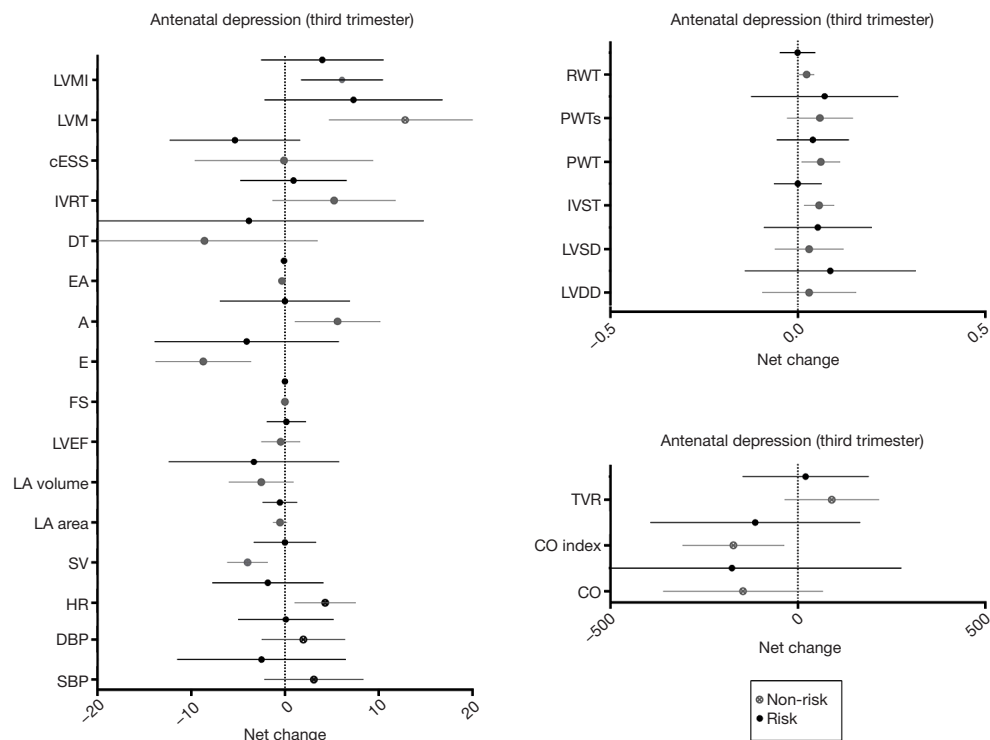 Antenatal depression (third trimester)
LVMI
LVM
cESS
IVRT
DT
EA
A
E
FS
LVEF
LA volume
LA area
SV
HR
DBP
SBP
−20
−10
0
10
20
Net change
Antenatal depression (third trimester)
RWT
PWTs
PWT
IVST
LVSD
LVDD
−0.5
0.0
0.5
Net change
Antenatal depression (third trimester)
TVR
CO index
CO
−500
0
500
Net change
Non-risk
Risk